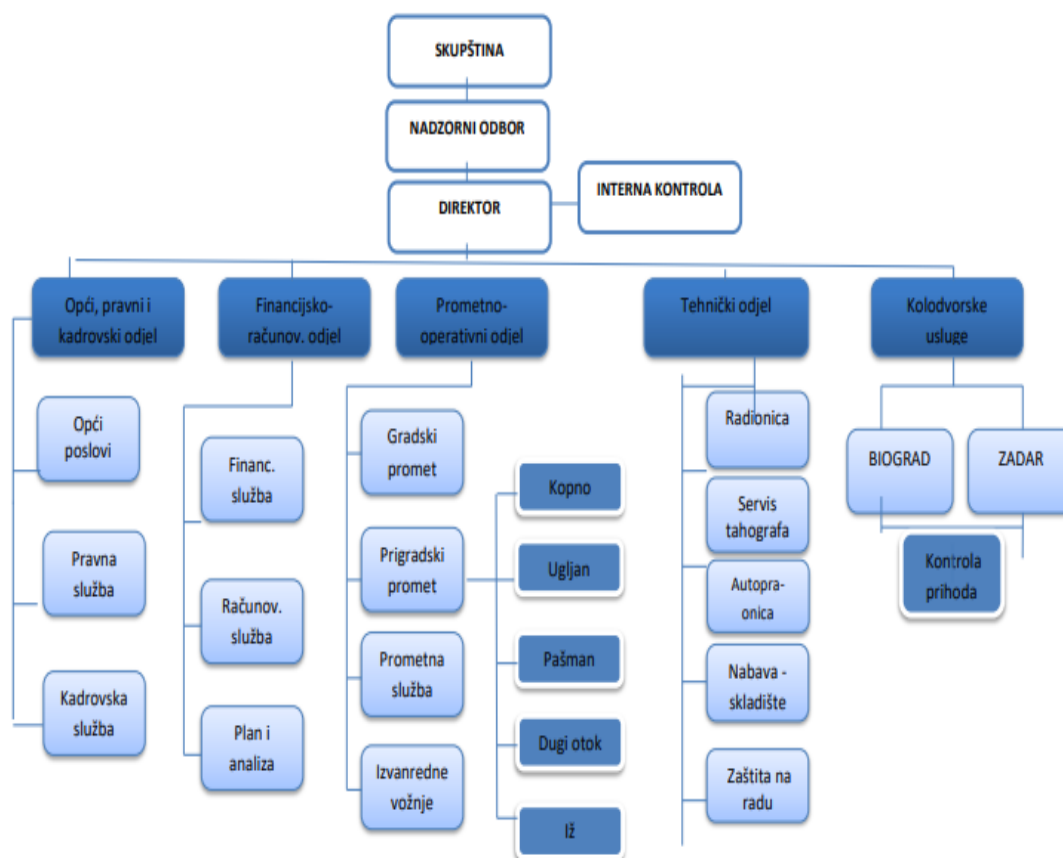 SKUPŠTINA
NADZORNI ODBOR
DIREKTOR
INTERNA KONTROLA
Opći, pravni i
kadrovski odjel
Financijsko-
računov. odjel
Prometno-
operativni odjel
Tehnički odjel
Kolodvorske
usluge
Opći
poslovi
Pravna
služba
Kadrovska
služba
Financ.
služba
Računov.
služba
Plan i
analiza
Gradski
promet
Prigradski
promet
Prometna
služba
Izvanredne
vožnje
Kopno
Ugljan
Pašman
Dugi otok
Iž
Radionica
Servis
tahografa
Autopra-
onica
Nabava -
skladište
Zaštita na
radu
BIOGRAD
ZADAR
Kontrola
prihoda